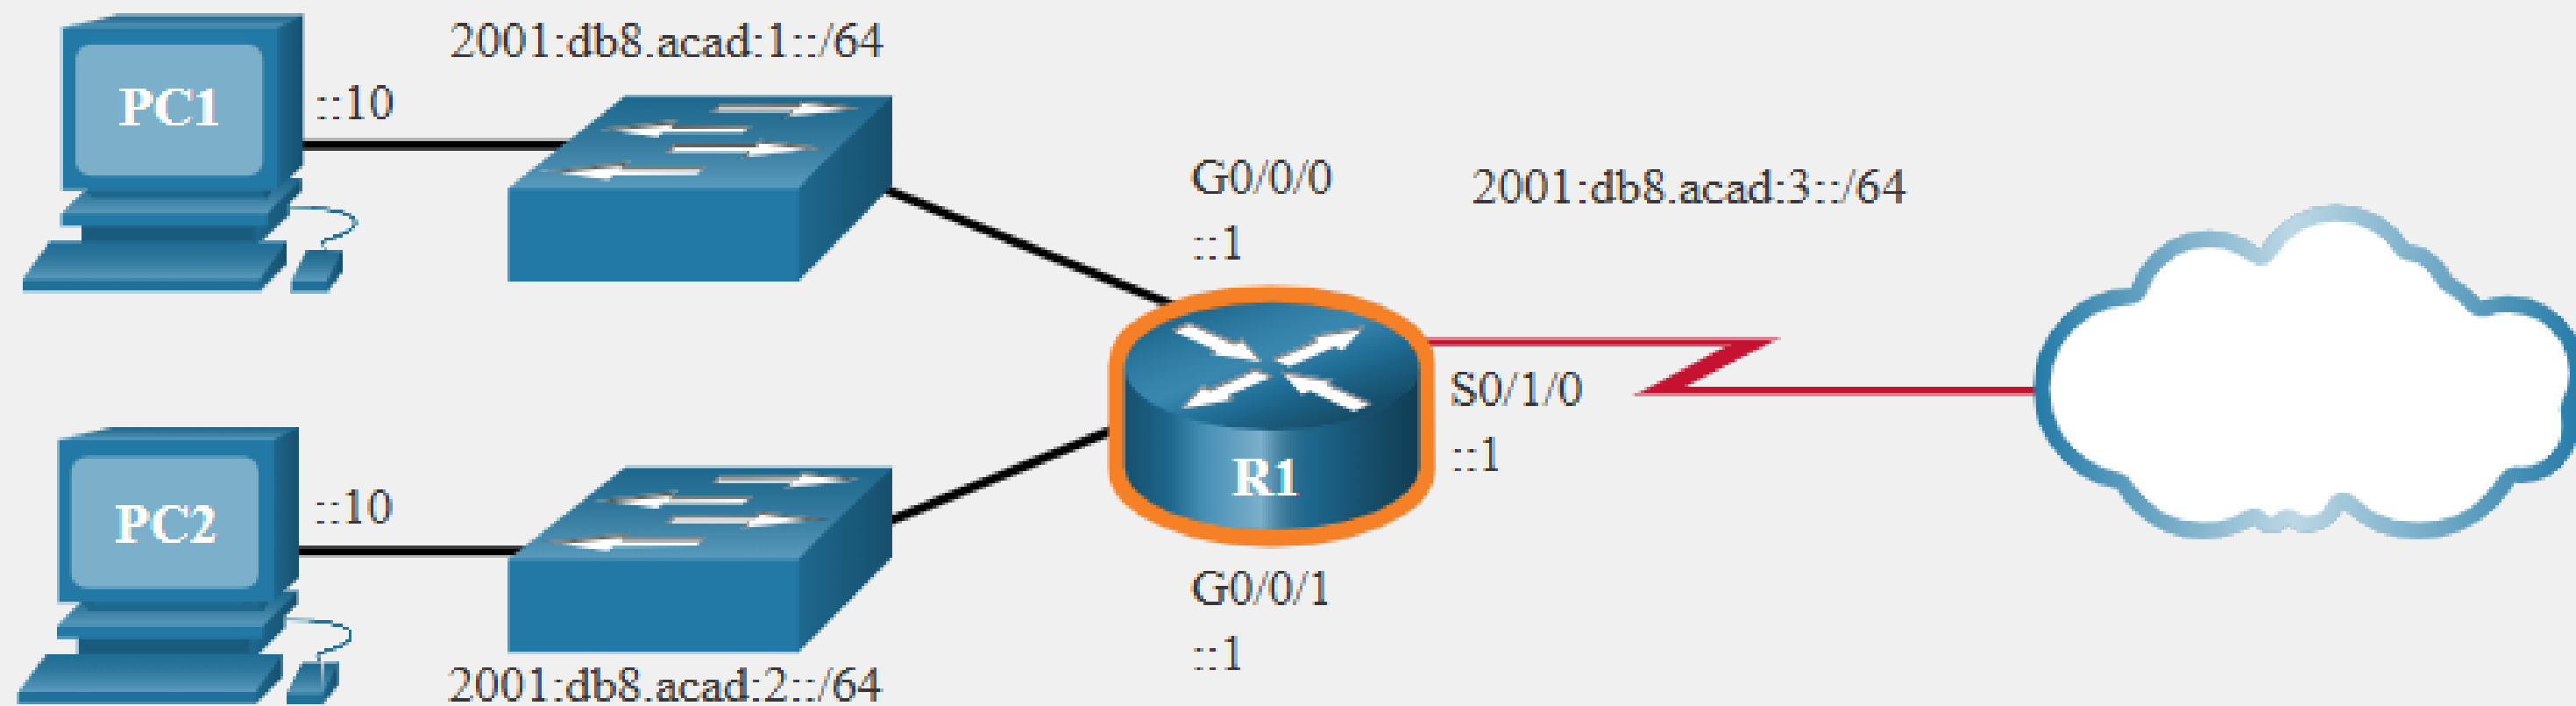 2001:db8.acad:1::/64
PC1
::10
G0/0/0
::1
2001:db8.acad:3::/64
S0/1/0
::1
R1
PC2
::10
G0/0/1
::1
2001:db8.acad:2::/64